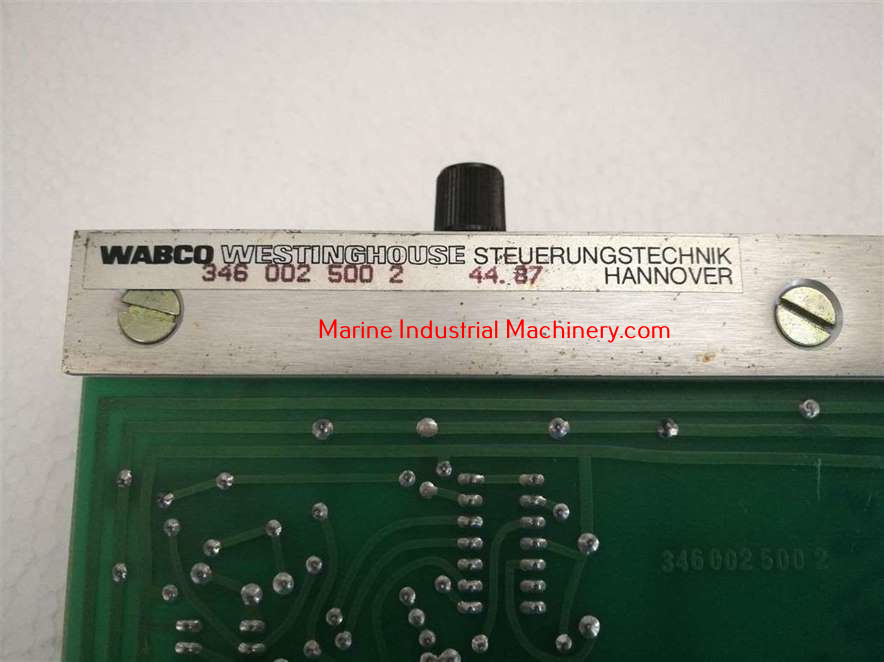 WABCO WESTINGHOUSE STEUERUNGSTECHNIK
346 002 500 2 44.87 HANNOVER
Marine Industrial Machinery.com
346 002 500 2